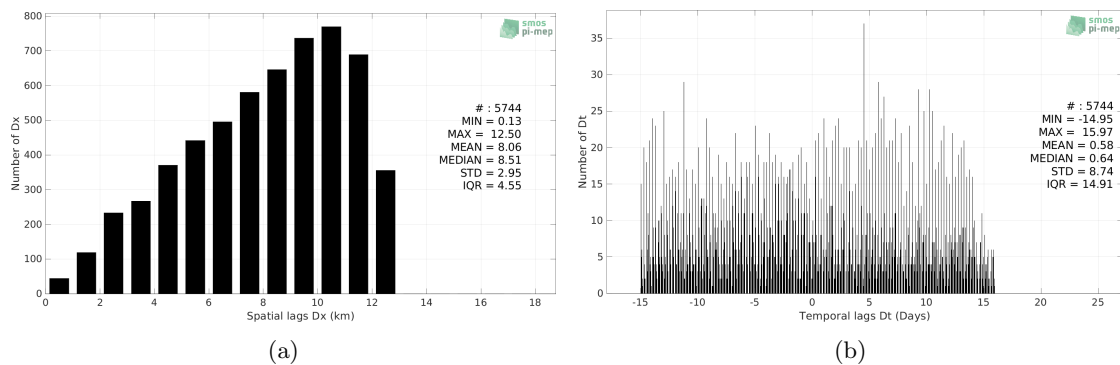 800
700
600
500
400
300
200
100
0
Number of Dx
smos
pi-mep
# : 5744
MIN = 0.13
MAX = 12.50
MEAN = 8.06
MEDIAN = 8.51
STD = 2.95
IQR = 4.55
0 2 4 6 8 10 12 14 16 18
Spatial lags Dx (km)
(a)
35
30
25
20
15
10
5
0
Number of Dt
smos
pi-mep
# : 5744
MIN = -14.95
MAX = 15.97
MEAN = 0.58
MEDIAN = 0.64
STD = 8.74
IQR = 14.91
-15 -10 -5 0 5 10 15 20 25
Temporal lags Dt (Days)
(b)